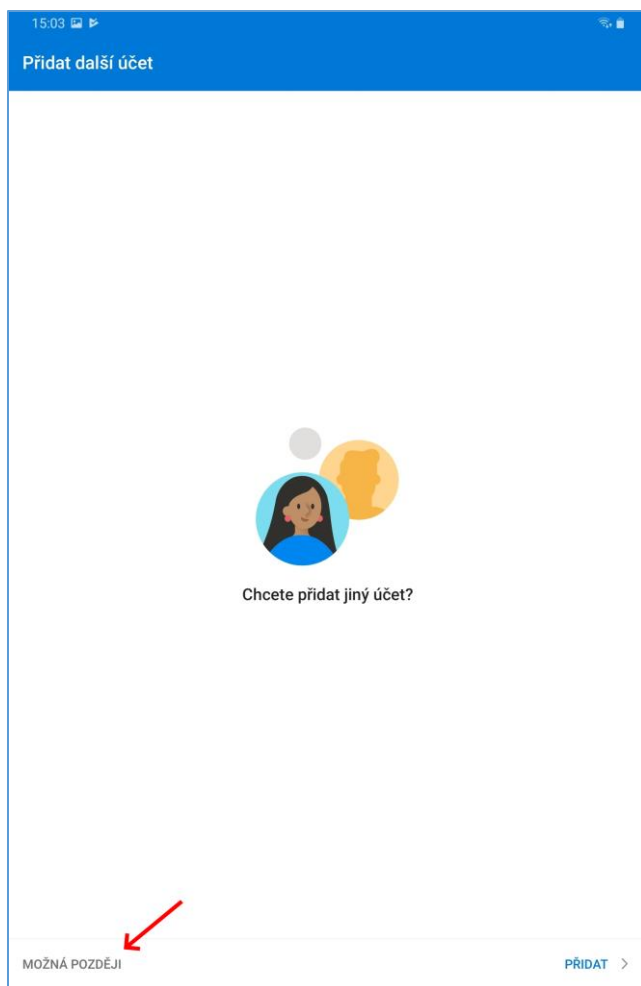 15:03
Přidat další účet
Chcete přidat jiný účet?
MOŽNÁ POZDĚJI
PŘIDAT